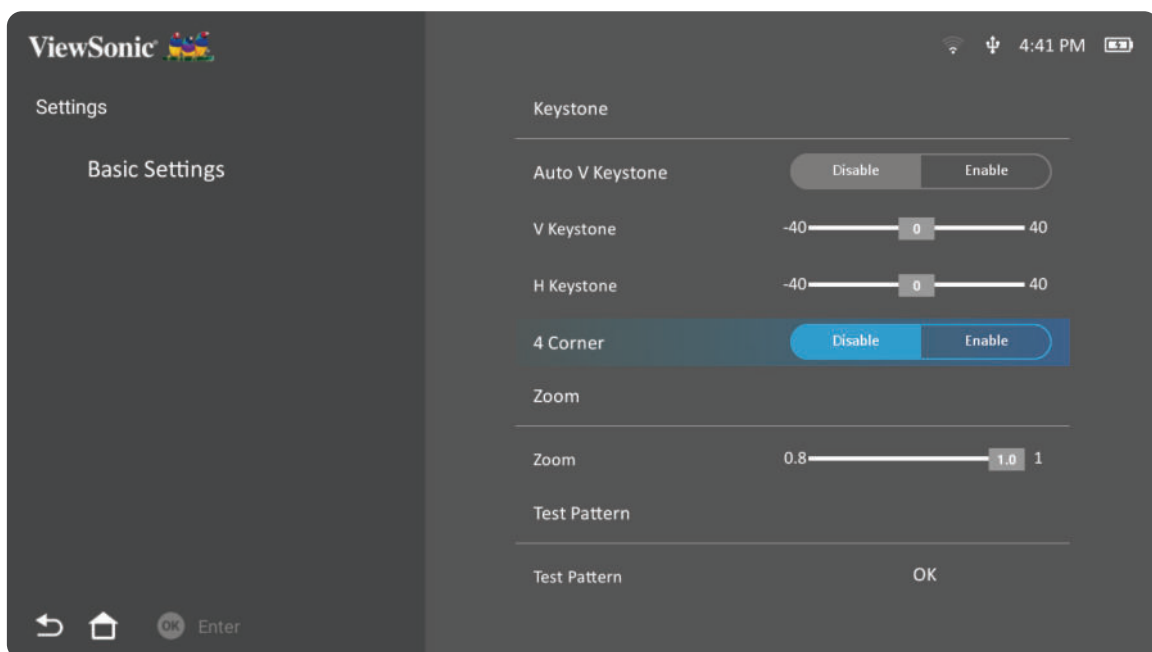 ViewSonic®
4:41 PM
Settings
Basic Settings
Keystone
Auto V Keystone Disable Enable
V Keystone -40 0 40
H Keystone -40 0 40
4 Corner Disable Enable
Zoom
Zoom 0.8 1.0 1
Test Pattern
Test Pattern OK
OK Enter